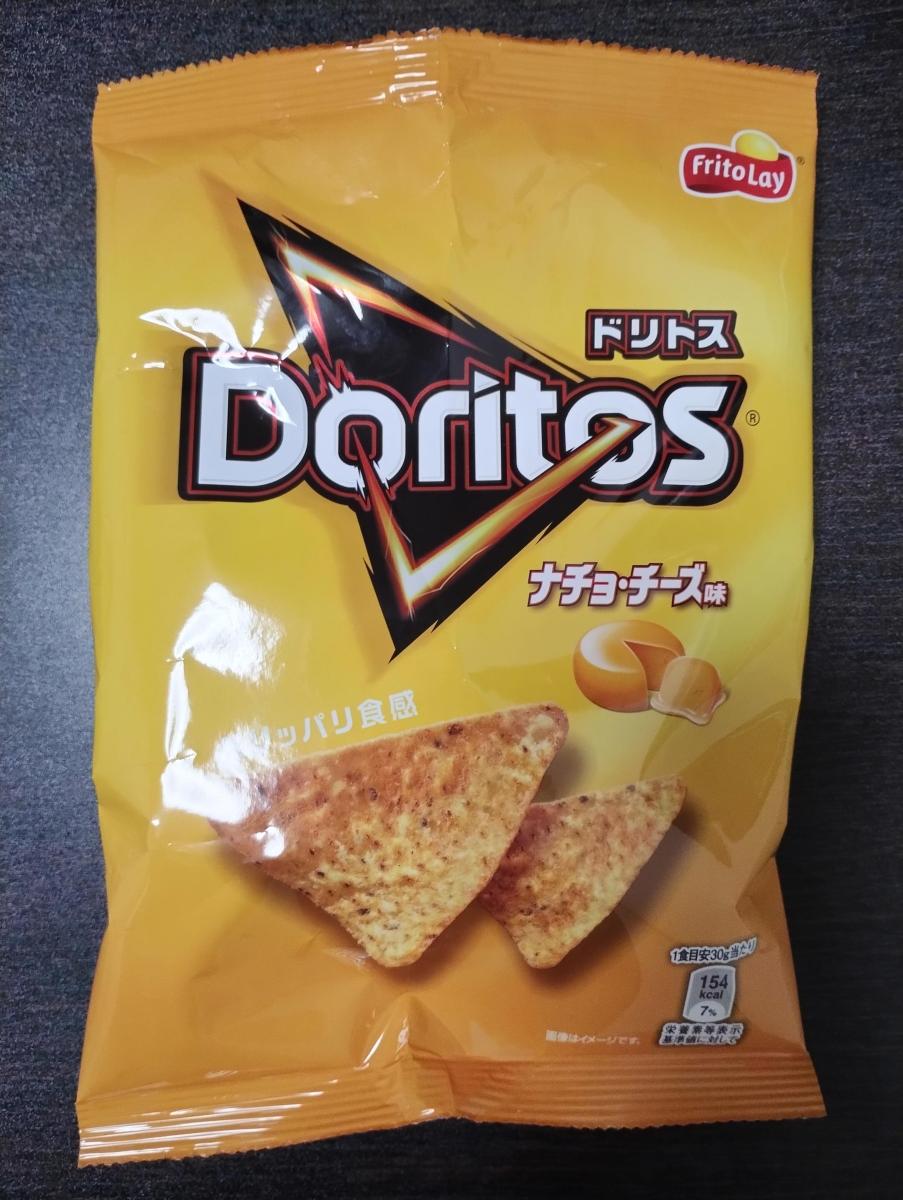 FritoLay
ドリトス
Doritos
ナチョ・チーズ味
リッパリ食感
1食目安30g当たり
154
kcal
7%
栄養素等表示
基準値に対して
画像はイメージです。